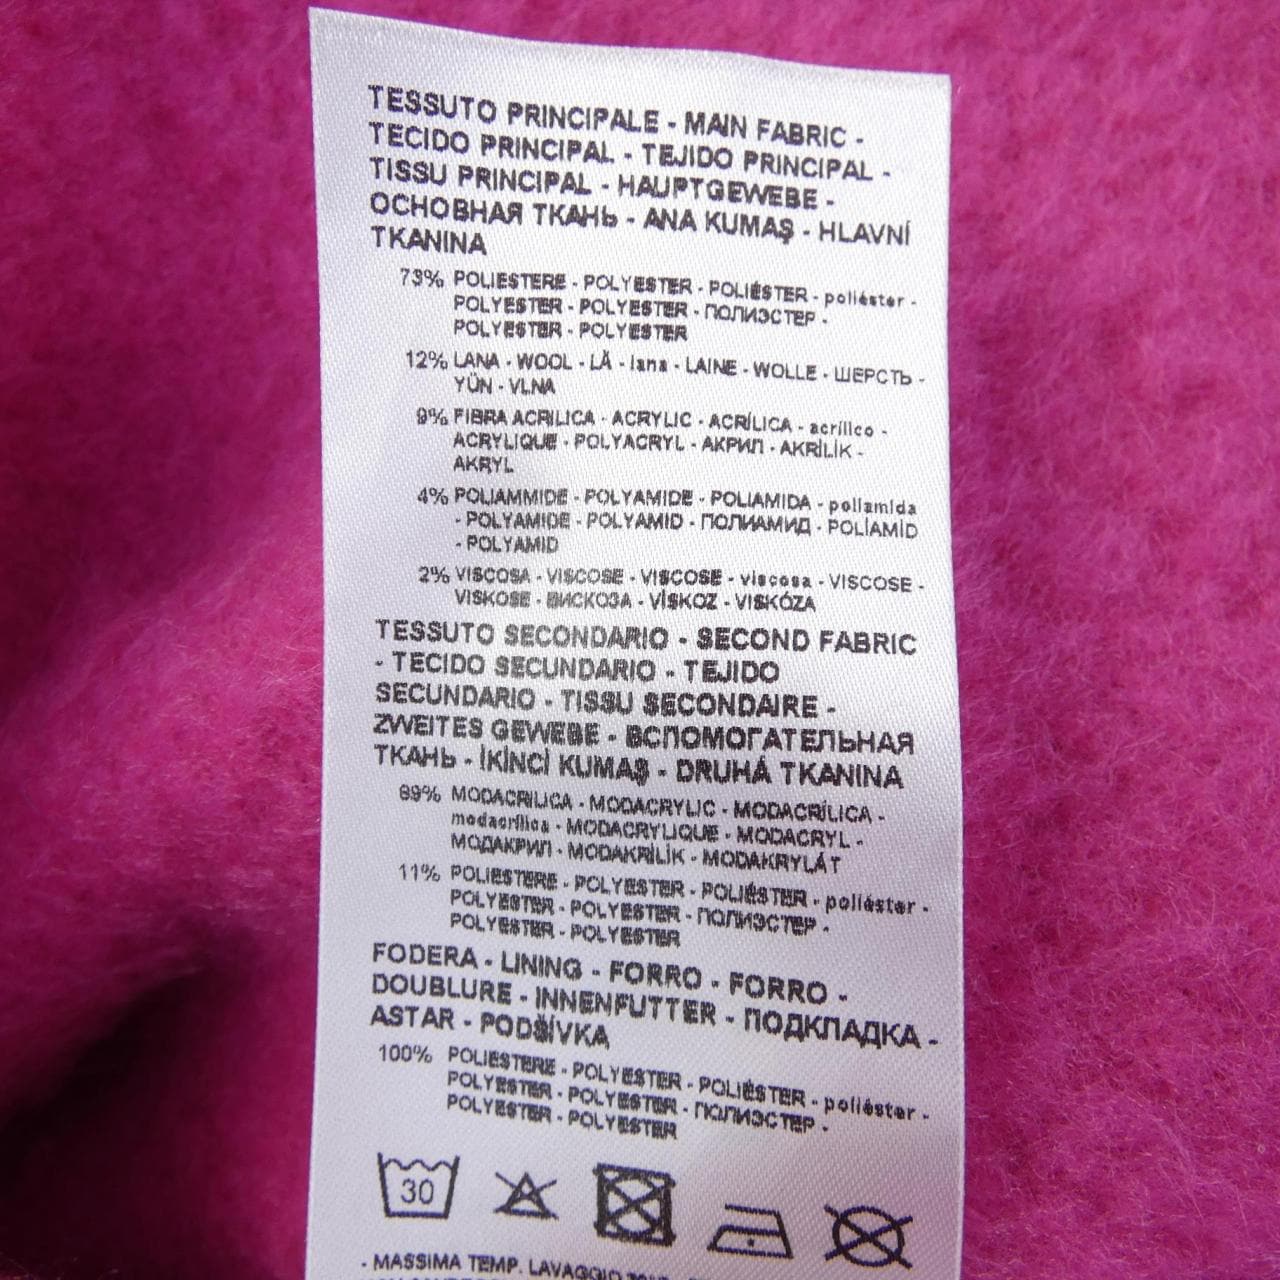 TESSUTO PRINCIPALE - MAIN FABRIC -
TECIDO PRINCIPAL - TEJIDO PRINCIPAL -
TISSU PRINCIPAL - HAUPTGEWEBE -
ОСНОВНАЯ ТКАНЬ - ANA KUMAŞ - HLAVNÍ
TKANINA
73% POLIESTERE - POLYESTER - POLIÉSTER - poliéster -
POLYESTER - POLYESTER - ПОЛИЭСТЕР -
POLYESTER - POLYESTER
12% LANA - WOOL - LÃ - lana - LAINE - WOLLE - ШЕРСТЬ -
YÜN - VLNA
9% FIBRA ACRILICA - ACRYLIC - ACRÍLICA - acrílico -
ACRYLIQUE - POLYACRYL - АКРИЛ - AKRİLİK -
AKRYL
4% POLIAMMIDE - POLYAMIDE - POLIAMIDA - poliamida
- POLYAMIDE - POLYAMID - ПОЛИАМИД - POLİAMİD
- POLYAMID
2% VISCOSA - VISCOSE - VISCOSE - viscosa - VISCOSE -
VISKOSE - ВИСКОЗА - VİSKOZ - VISKÓZA
TESSUTO SECONDARIO - SECOND FABRIC
- TECIDO SECUNDARIO - TEJIDO
SECUNDARIO - TISSU SECONDAIRE -
ZWEITES GEWEBE - ВСПОМОГАТЕЛЬНАЯ
ТКАНЬ - İKİNCİ KUMAŞ - DRUHÁ TKANINA
89% MODACRILICA - MODACRYLIC - MODACRÍLICA -
modacrílica - MODACRYLIQUE - MODACRYL -
МОДАКРИЛ - MODAKRİLİK - MODAKRYLÁT
11% POLIESTERE - POLYESTER - POLIÉSTER - poliéster -
POLYESTER - POLYESTER - ПОЛИЭСТЕР -
POLYESTER - POLYESTER
FODERA - LINING - FORRO - FORRO -
DOUBLURE - INNENFUTTER - ПОДКЛАДКА -
ASTAR - PODŠÍVKA
100% POLIESTERE - POLYESTER - POLIÉSTER - poliéster -
POLYESTER - POLYESTER - ПОЛИЭСТЕР -
POLYESTER - POLYESTER
30
- MASSIMA TEMP. LAVAGGIO